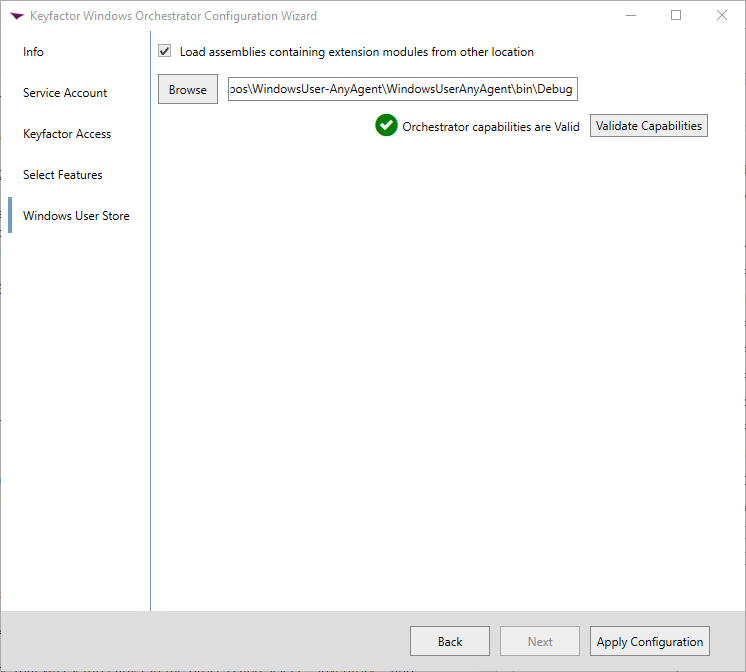 Keyfactor Windows Orchestrator Configuration Wizard
Info
Service Account
Keyfactor Access
Select Features
Windows User Store
Load assemblies containing extension modules from other location
Browse
\WindowsUser-AnyAgent\WindowsUserAnyAgent\bin\Debug
Orchestrator capabilities are Valid
Validate Capabilities
Back
Next
Apply Configuration